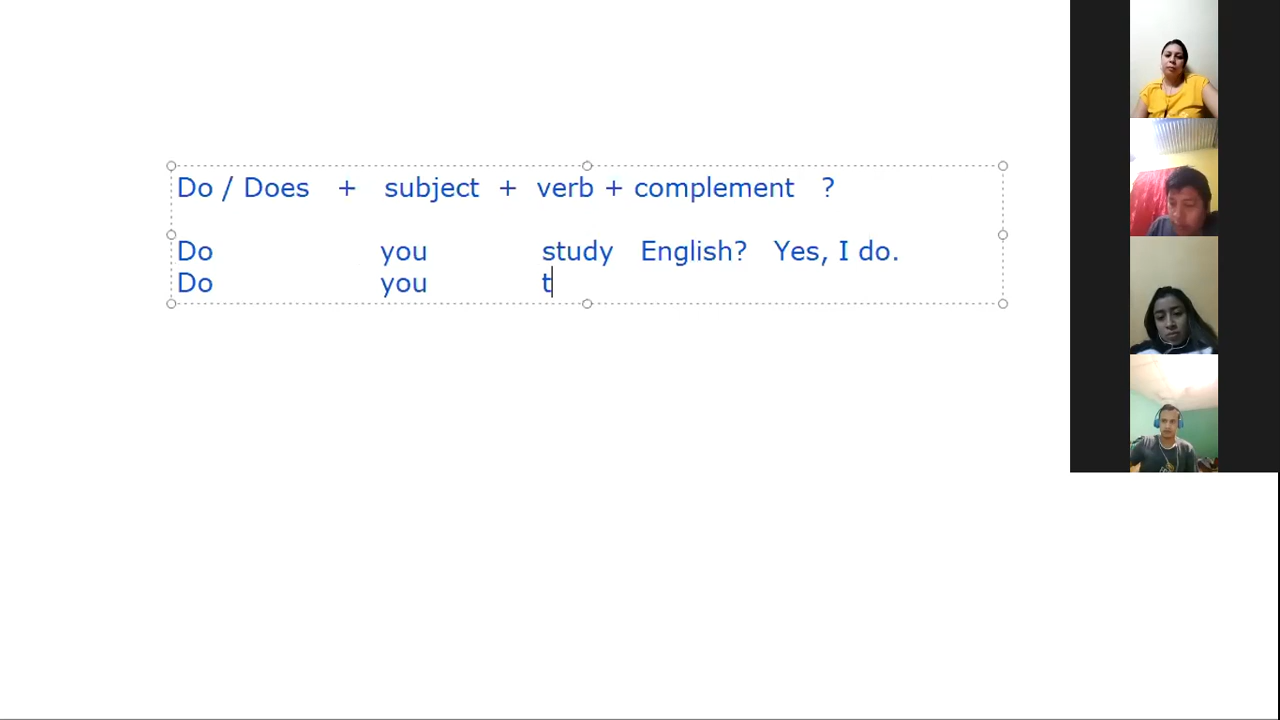 Do / Does + subject + verb + complement ?
Do you study English? Yes, I do.
Do you t